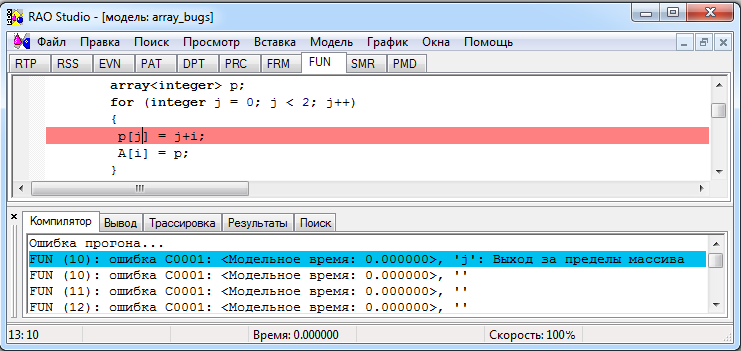 RAO Studio - [модель: array_bugs]
Файл Правка Поиск Просмотр Вставка Модель График Окна Помощь
RTP RSS EVN PAT DPT PRC FRM FUN SMR PMD
array<integer> p;
for (integer j = 0; j < 2; j++)
{
p[j] = j+i;
A[i] = p;
}
Компилятор Вывод Трассировка Результаты Поиск
Ошибка прогона...
FUN (10): ошибка C0001: <Модельное время: 0.000000>, 'j': Выход за пределы массива
FUN (10): ошибка C0001: <Модельное время: 0.000000>, ''
FUN (11): ошибка C0001: <Модельное время: 0.000000>, ''
FUN (12): ошибка C0001: <Модельное время: 0.000000>, ''
13: 10 Время: 0.000000 Скорость: 100%